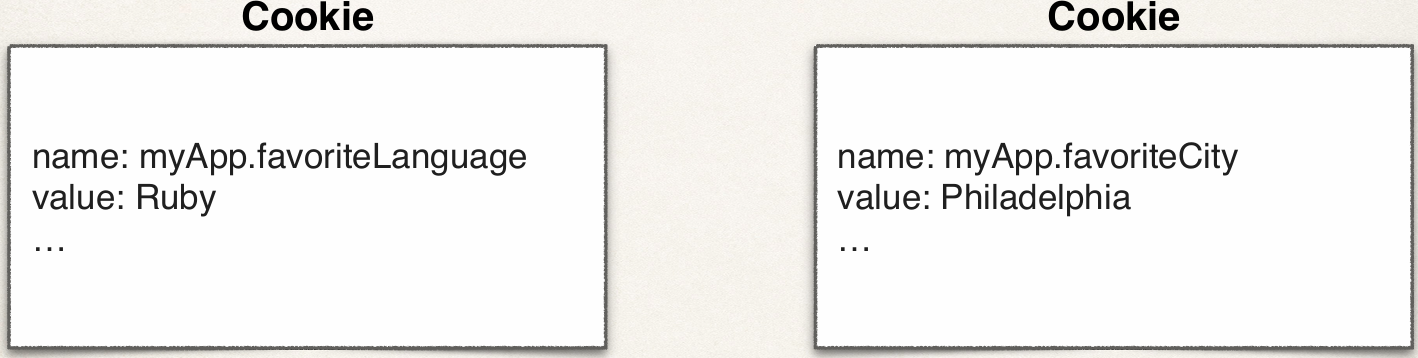 Cookie
name: myApp.favoriteLanguage
value: Ruby
…
Cookie
name: myApp.favoriteCity
value: Philadelphia
…